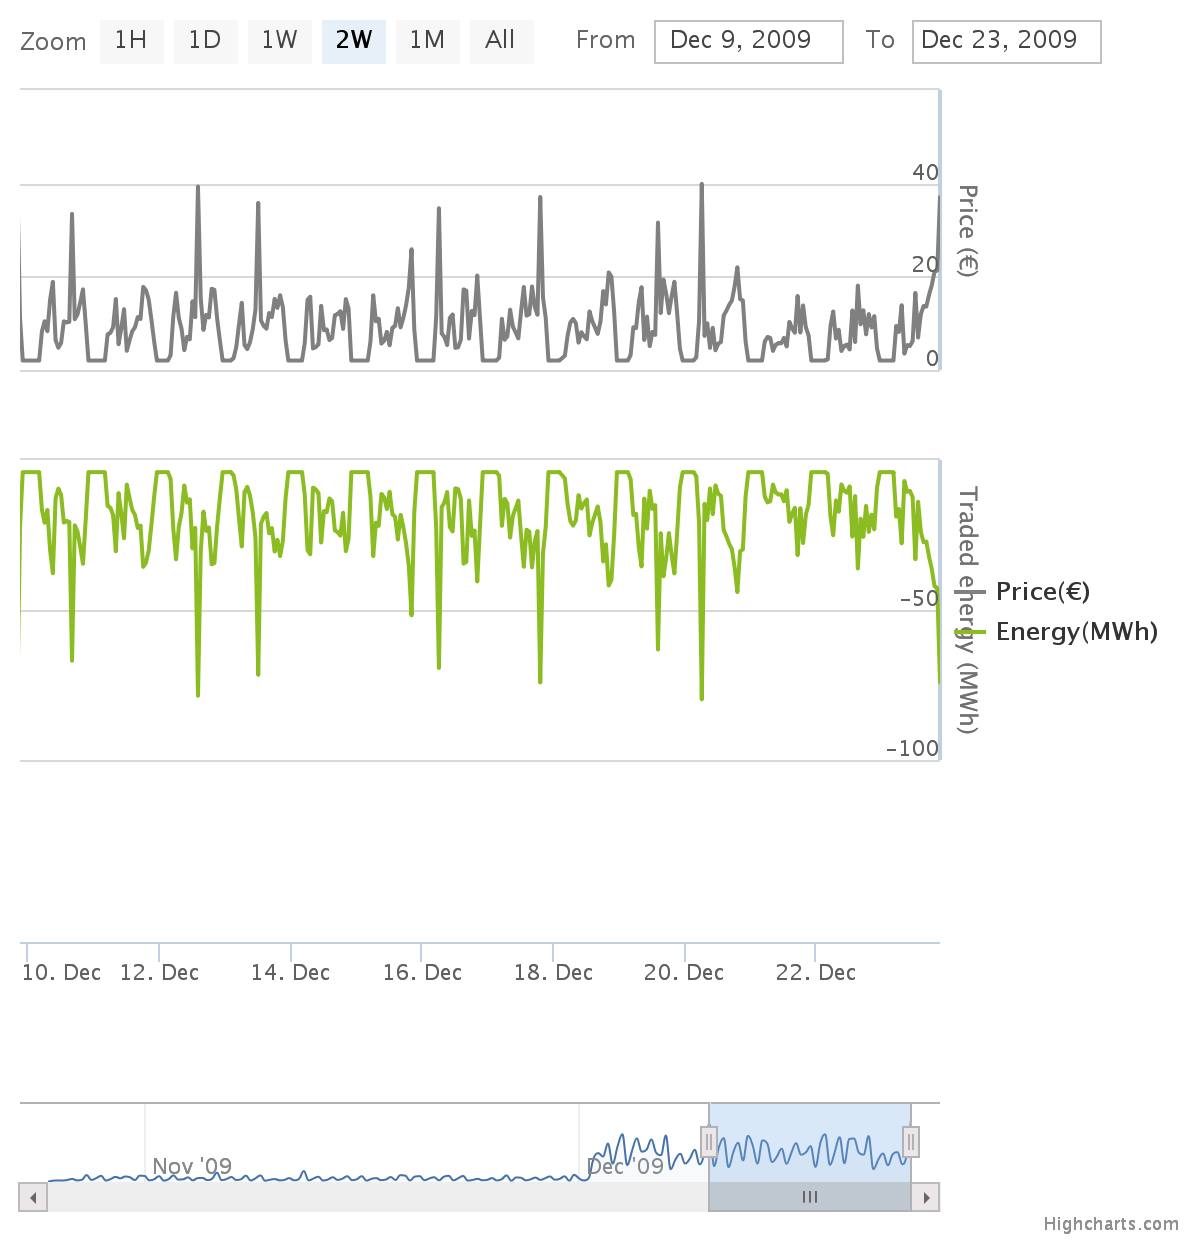 Zoom 1H 1D 1W 2W 1M All From Dec 9, 2009 To Dec 23, 2009
40
20
0
Price (€)
-50
-100
Traded energy (MWh)
Price(€)
Energy(MWh)
10. Dec 12. Dec 14. Dec 16. Dec 18. Dec 20. Dec 22. Dec
Nov '09 Dec '09
Highcharts.com